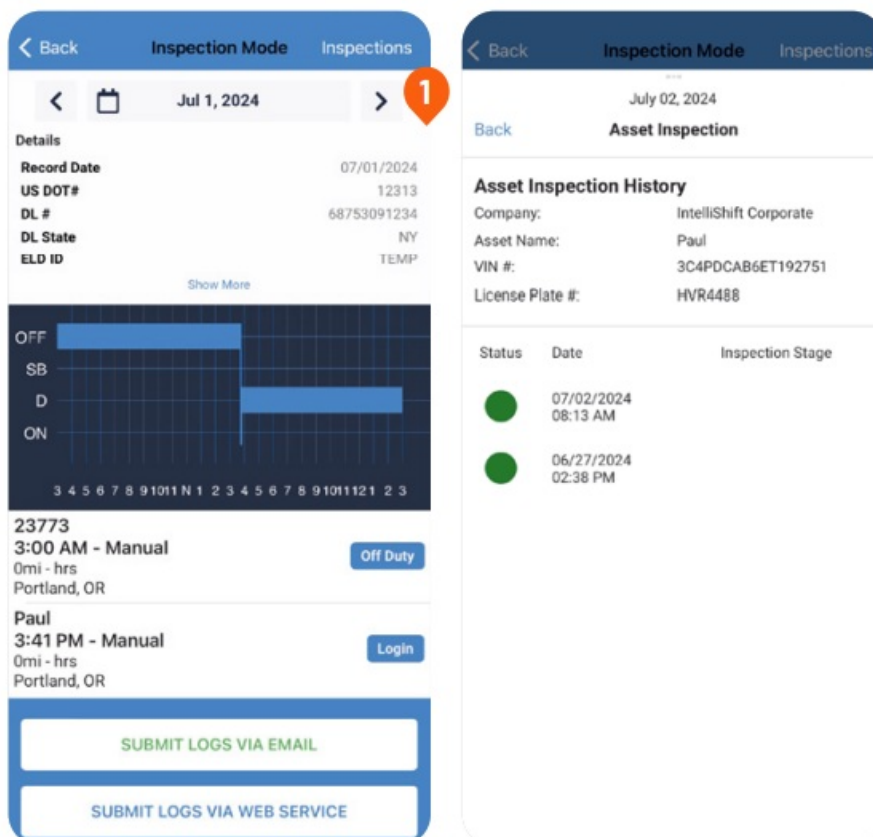 Back Inspection Mode Inspections
Jul 1, 2024
1
Details
Record Date 07/01/2024
US DOT# 12313
DL # 68753091234
DL State NY
ELD ID TEMP
Show More
OFF
SB
D
ON
3 4 5 6 7 8 9 10 11 N 1 2 3 4 5 6 7 8 9 10 11 12 1 2 3
23773
3:00 AM - Manual
Off Duty
0mi - hrs
Portland, OR
Paul
3:41 PM - Manual
Login
0mi - hrs
Portland, OR
SUBMIT LOGS VIA EMAIL
SUBMIT LOGS VIA WEB SERVICE
Back Inspection Mode Inspections
July 02, 2024
Back Asset Inspection
Asset Inspection History
Company: IntelliShift Corporate
Asset Name: Paul
VIN #: 3C4PDCAB6ET192751
License Plate #: HVR4488
Status Date Inspection Stage
07/02/2024
08:13 AM
06/27/2024
02:38 PM